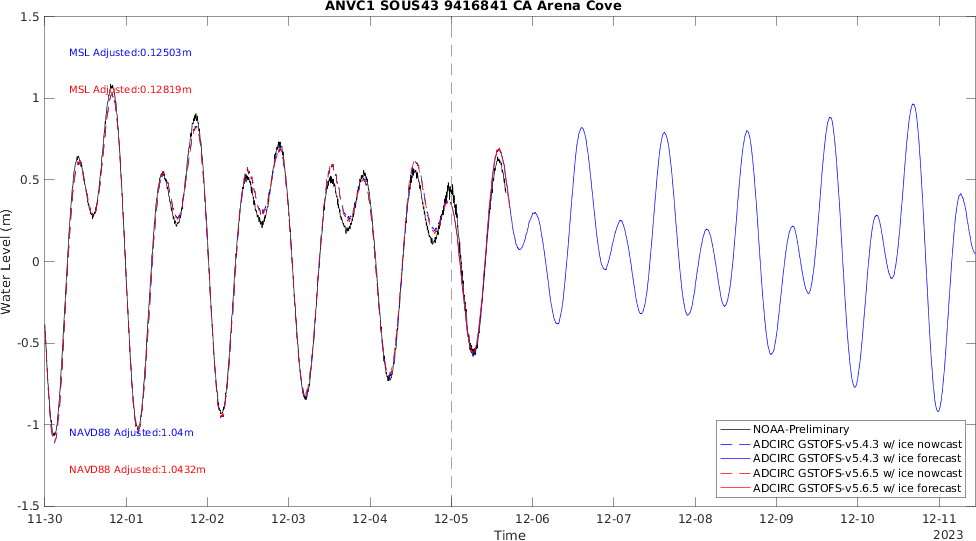 ANVC1 SOUS43 9416841 CA Arena Cove
1.5
MSL Adjusted:0.12503m
MSL Adjusted:0.12819m
1
0.5
Water Level (m)
0
-0.5
-1
NAVD88 Adjusted:1.04m
NAVD88 Adjusted:1.0432m
-1.5
NOAA-Preliminary
ADCIRC GSTOFS-v5.4.3 w/ ice nowcast
ADCIRC GSTOFS-v5.4.3 w/ ice forecast
ADCIRC GSTOFS-v5.6.5 w/ ice nowcast
ADCIRC GSTOFS-v5.6.5 w/ ice forecast
11-30 12-01 12-02 12-03 12-04 12-05 12-06 12-07 12-08 12-09 12-10 12-11
Time
2023